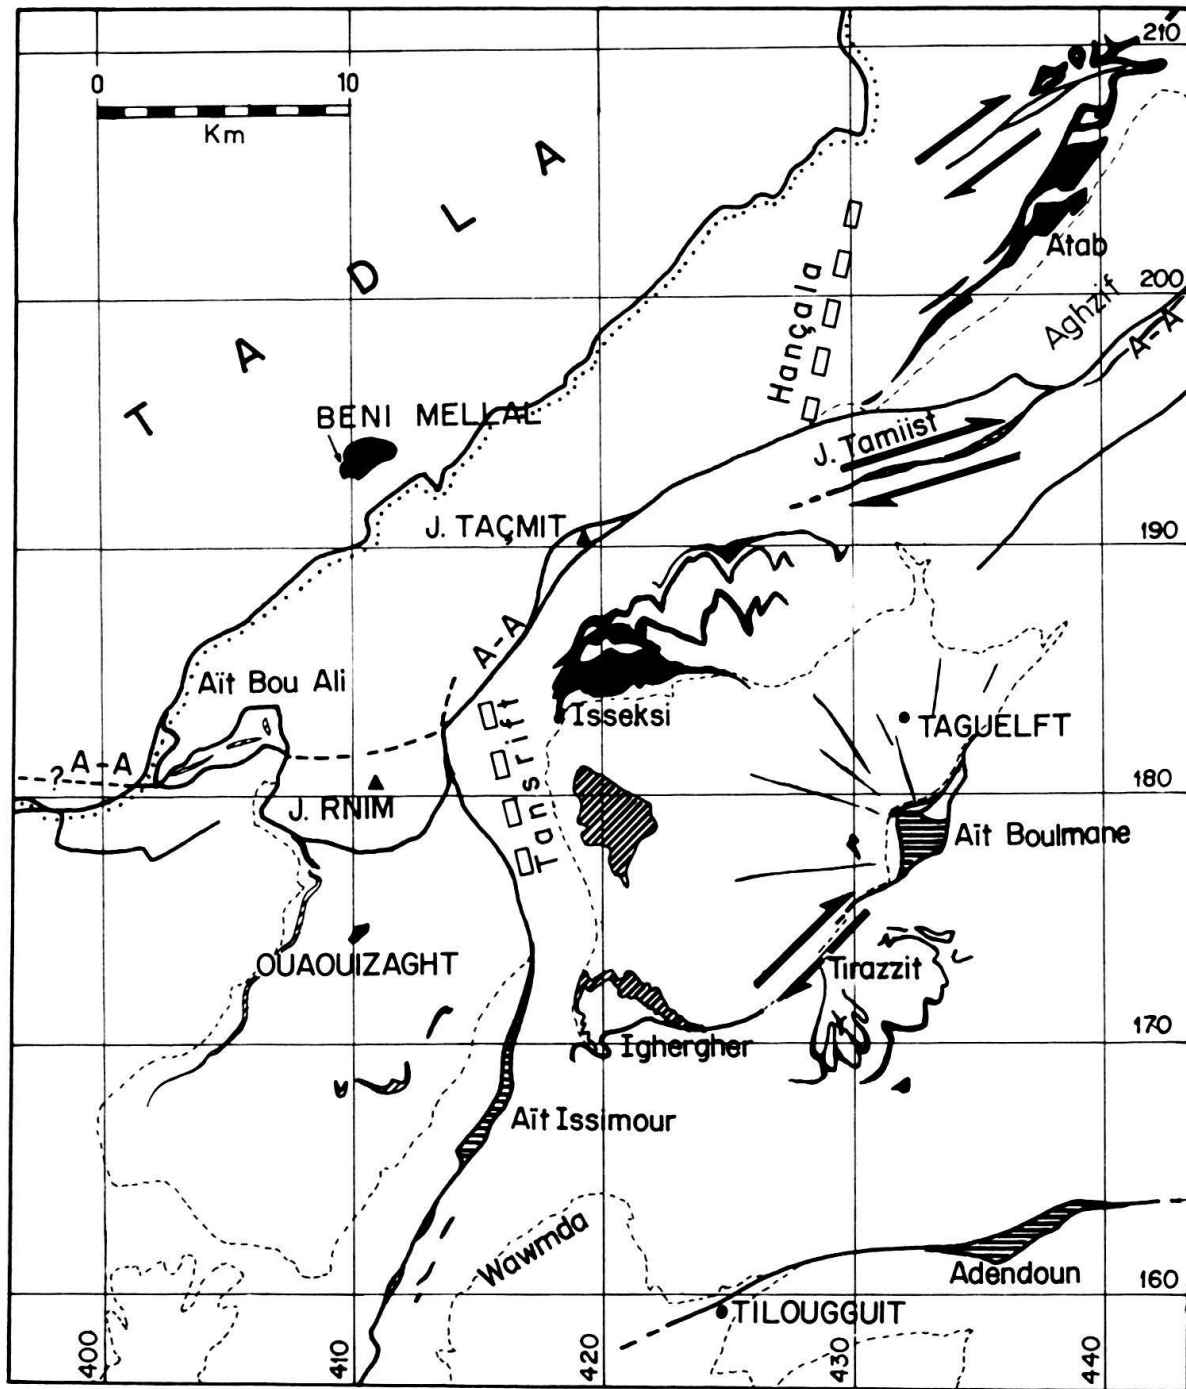 210
0 10
Km
TADLA
Atab
Hançala
200
Aghzif
A-A
BENI MELLAL
J. Tamiist
J. TAÇMIT
190
A-A
Aït Bou Ali
Isseksi
TAGUELFT
? A-A
Tansrift
180
J. RNIM
Aït Boulmane
OUAOUIZAGHT
Tirazzit
170
Ighergher
Aït Issimour
Wawmda
Adendoun
160
TILOUGGUIT
400 410 420 430 440